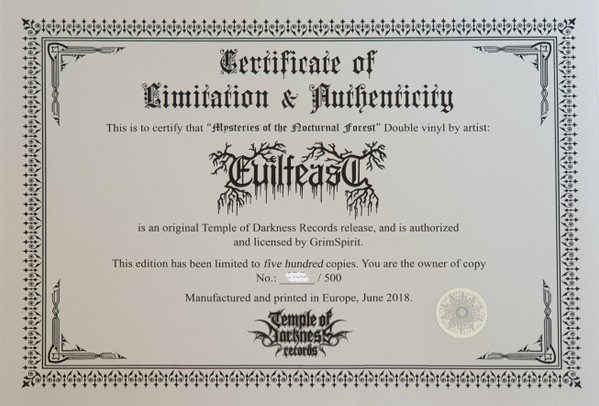 Certificate of
Limitation & Authenticity
This is to certify that "Mysteries of the Nocturnal Forest" Double vinyl by artist:
Evilfeast
is an original Temple of Darkness Records release, and is authorized
and licensed by GrimSpirit.
This edition has been limited to five hundred copies. You are the owner of copy
No.: / 500
Manufactured and printed in Europe, June 2018.
Temple of
Darkness
records